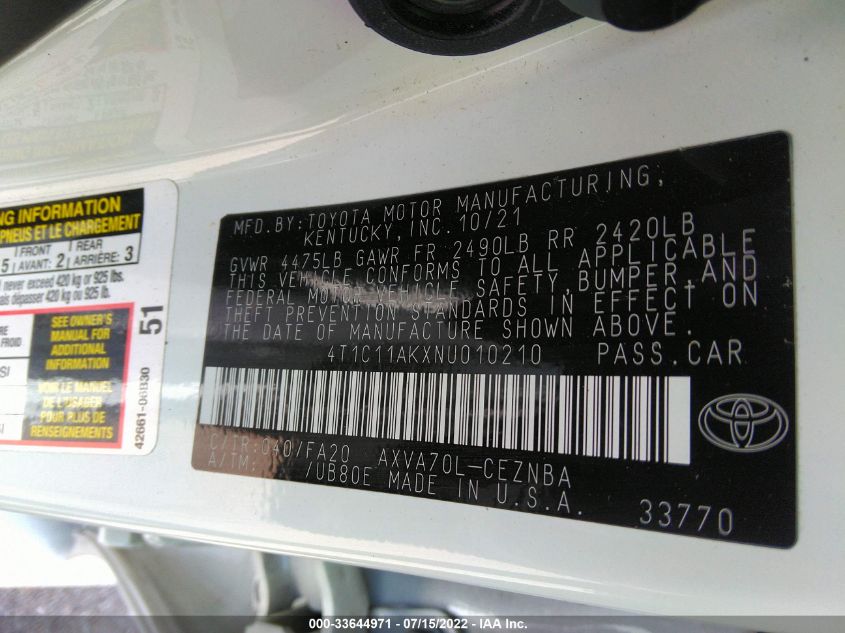 NG INFORMATION
PNEUS ET LE CHARGEMENT
5 FRONT AVANT: 2 REAR ARRIÈRE: 3
never exceed 420 kg or 925 lbs.
dépasser 420 kg ou 925 lb.
SEE OWNER'S
MANUAL FOR
ADDITIONAL
INFORMATION
VOIR LE MANUEL
DE L'USAGER
POUR PLUS DE
RENSEIGNEMENTS
FROID
SI
51
42661-06B30
MFD.BY:TOYOTA MOTOR MANUFACTURING,
KENTUCKY,INC.10/21
GVWR 4475LB GAWR FR 2490LB RR 2420LB
THIS VEHICLE CONFORMS TO ALL APPLICABLE
FEDERAL MOTOR VEHICLE SAFETY,BUMPER,AND
THEFT PREVENTION STANDARDS IN EFFECT ON
THE DATE OF MANUFACTURE SHOWN ABOVE.
4T1C11AKXNU010210 PASS.CAR
C/TR:040/FA20 AXVA70L-CEZNBA
A/TM: /UB80E MADE IN U.S.A.
33770
000-33644971 - 07/15/2022 - IAA Inc.